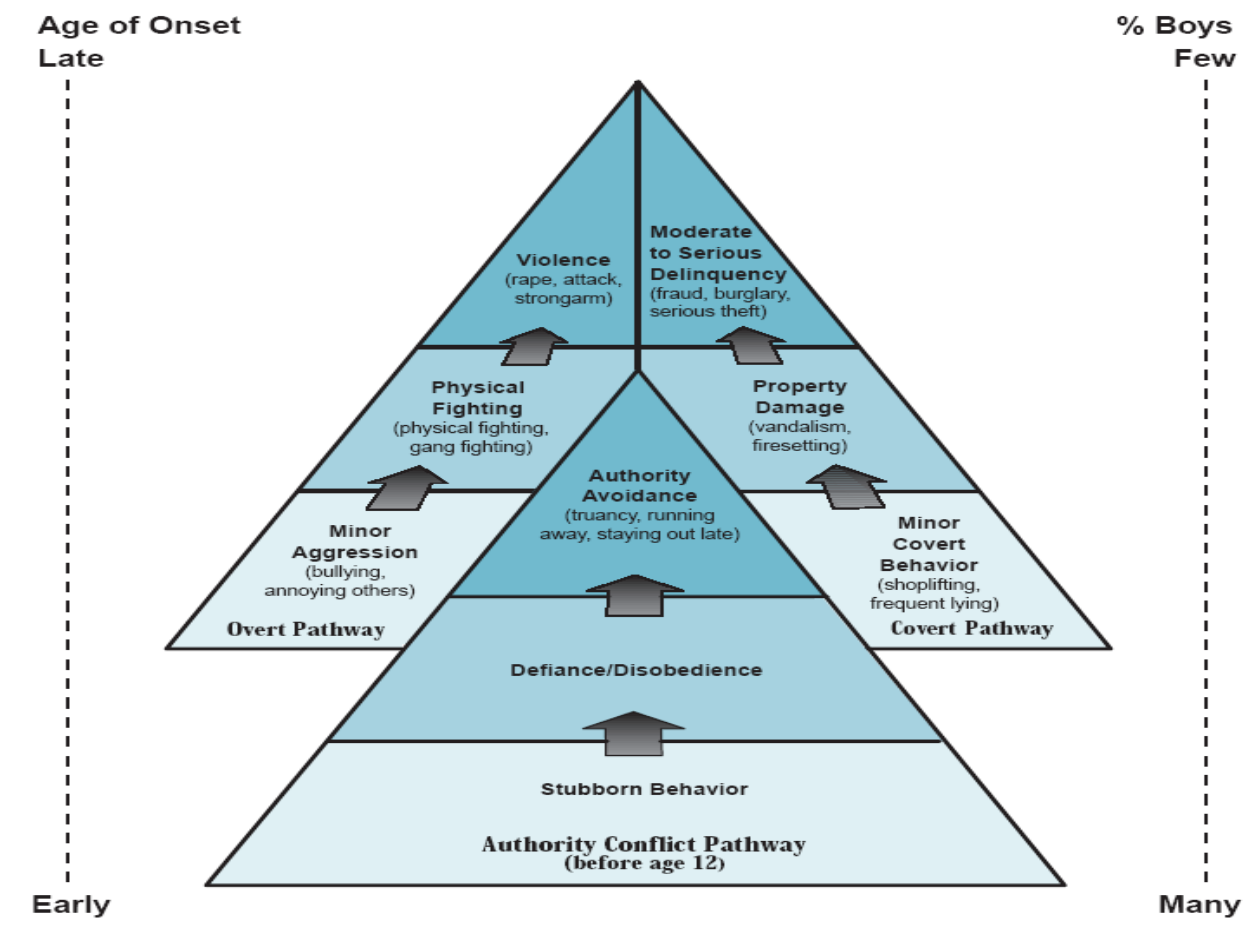 Age of Onset
Late
% Boys
Few
Violence
(rape, attack,
strongarm)
Moderate
to Serious
Delinquency
(fraud, burglary,
serious theft)
Physical
Fighting
(physical fighting,
gang fighting)
Property
Damage
(vandalism,
firesetting)
Authority
Avoidance
(truancy, running
away, staying out late)
Minor
Aggression
(bullying,
annoying others)
Overt Pathway
Minor
Covert
Behavior
(shoplifting,
frequent lying)
Covert Pathway
Defiance/Disobedience
Stubborn Behavior
Authority Conflict Pathway
(before age 12)
Early
Many